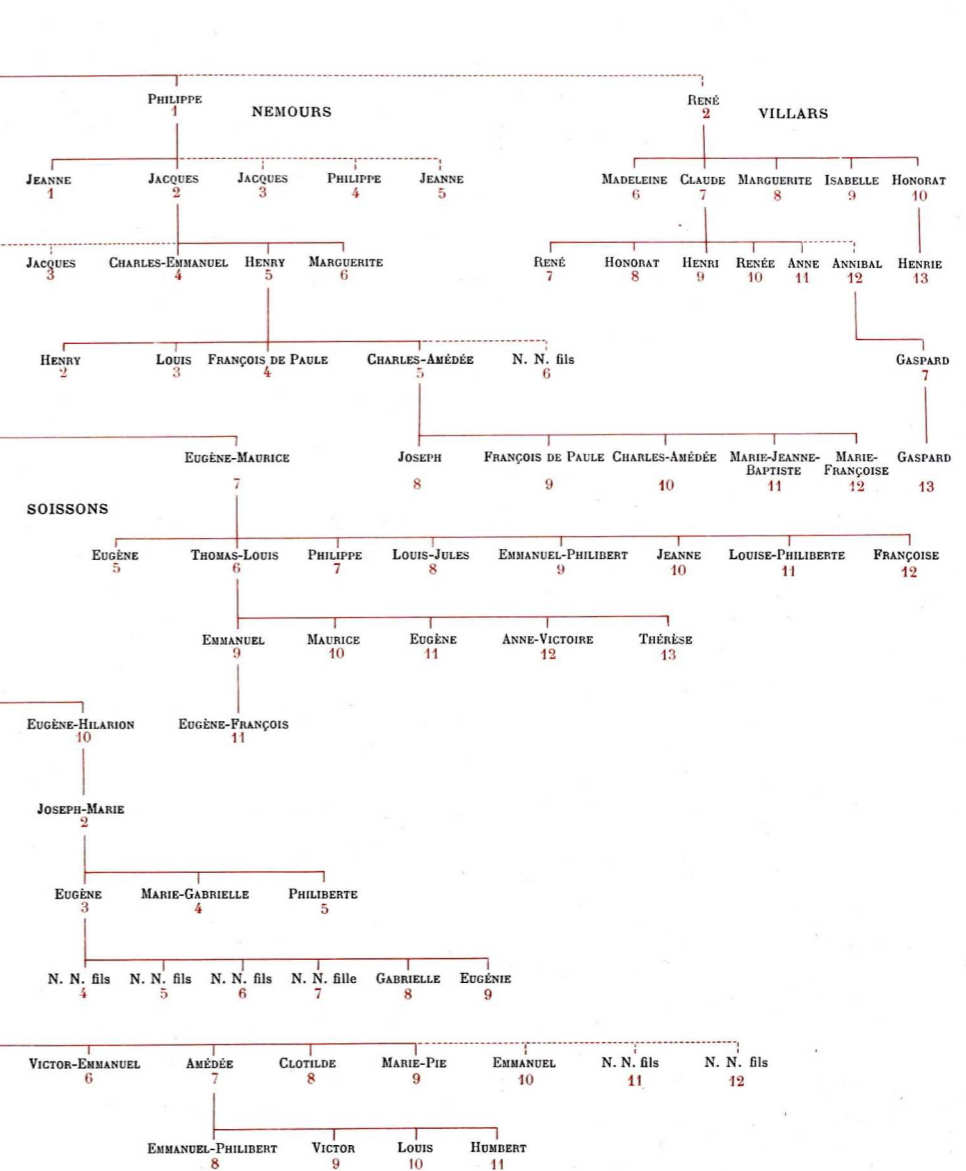 PHILIPPE RENÉ
1 NEMOURS 2 VILLARS
JEANNE JACQUES JACQUES PHILIPPE JEANNE MADELEINE CLAUDE MARGUERITE ISABELLE HONORAT
1 2 3 4 5 6 7 8 9 10
JACQUES CHARLES-EMMANUEL HENRY MARGUERITE RENÉ HONORAT HENRI RENÉE ANNE ANNIBAL HENRIE
3 4 5 6 7 8 9 10 11 12 13
HENRY LOUIS FRANÇOIS DE PAULE CHARLES-AMÉDÉE N. N. fils GASPARD
2 3 4 5 6 7
EUGÈNE-MAURICE JOSEPH FRANÇOIS DE PAULE CHARLES-AMÉDÉE MARIE-JEANNE- MARIE- GASPARD
BAPTISTE FRANÇOISE
7 8 9 10 11 12 13
SOISSONS
EUGÈNE THOMAS-LOUIS PHILIPPE LOUIS-JULES EMMANUEL-PHILIBERT JEANNE LOUISE-PHILIBERTE FRANÇOISE
5 6 7 8 9 10 11 12
EMMANUEL MAURICE EUGÈNE ANNE-VICTOIRE THÉRÈSE
9 10 11 12 13
EUGÈNE-HILARION EUGÈNE-FRANÇOIS
10 11
JOSEPH-MARIE
2
EUGÈNE MARIE-GABRIELLE PHILIBERTE
3 4 5
N. N. fils N. N. fils N. N. fils N. N. fille GABRIELLE EUGÉNIE
4 5 6 7 8 9
VICTOR-EMMANUEL AMÉDÉE CLOTILDE MARIE-PIE EMMANUEL N. N. fils N. N. fils
6 7 8 9 10 11 12
EMMANUEL-PHILIBERT VICTOR LOUIS HUMBERT
8 9 10 11